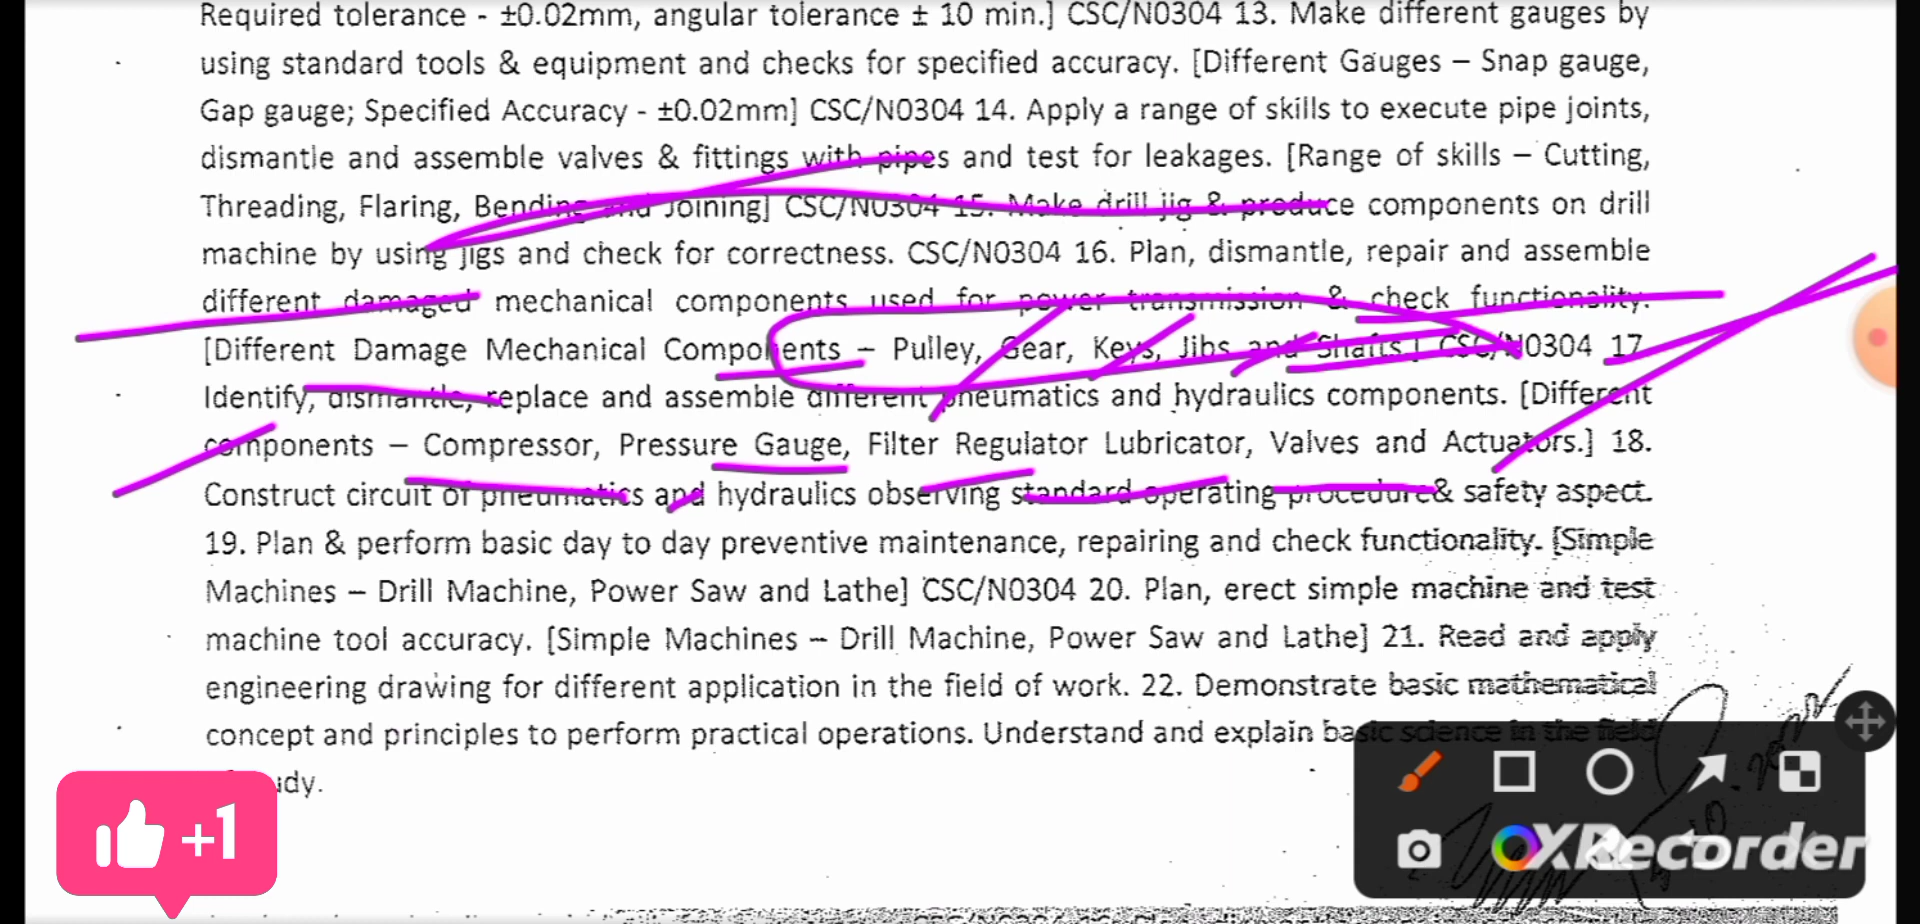 Required tolerance - ±0.02mm, angular tolerance ± 10 min.] CSC/N0304 13. Make different gauges by
using standard tools & equipment and checks for specified accuracy. [Different Gauges – Snap gauge,
Gap gauge; Specified Accuracy - ±0.02mm] CSC/N0304 14. Apply a range of skills to execute pipe joints,
dismantle and assemble valves & fittings with pipes and test for leakages. [Range of skills – Cutting,
Threading, Flaring, Bending and Joining] CSC/N0304 15. Make drill jig & produce components on drill
machine by using jigs and check for correctness. CSC/N0304 16. Plan, dismantle, repair and assemble
different damaged mechanical components used for power transmission & check functionality.
[Different Damage Mechanical Components – Pulley, Gear, Keys, Jibs and Shafts.] CSC/N0304 17.
Identify, dismantle, replace and assemble different pneumatics and hydraulics components. [Different
components – Compressor, Pressure Gauge, Filter Regulator Lubricator, Valves and Actuators.] 18.
Construct circuit of pneumatics and hydraulics observing standard operating procedure& safety aspect.
19. Plan & perform basic day to day preventive maintenance, repairing and check functionality. [Simple
Machines – Drill Machine, Power Saw and Lathe] CSC/N0304 20. Plan, erect simple machine and test
machine tool accuracy. [Simple Machines – Drill Machine, Power Saw and Lathe] 21. Read and apply
engineering drawing for different application in the field of work. 22. Demonstrate basic mathematical
concept and principles to perform practical operations. Understand and explain basic science in the field
+1
XRecorder